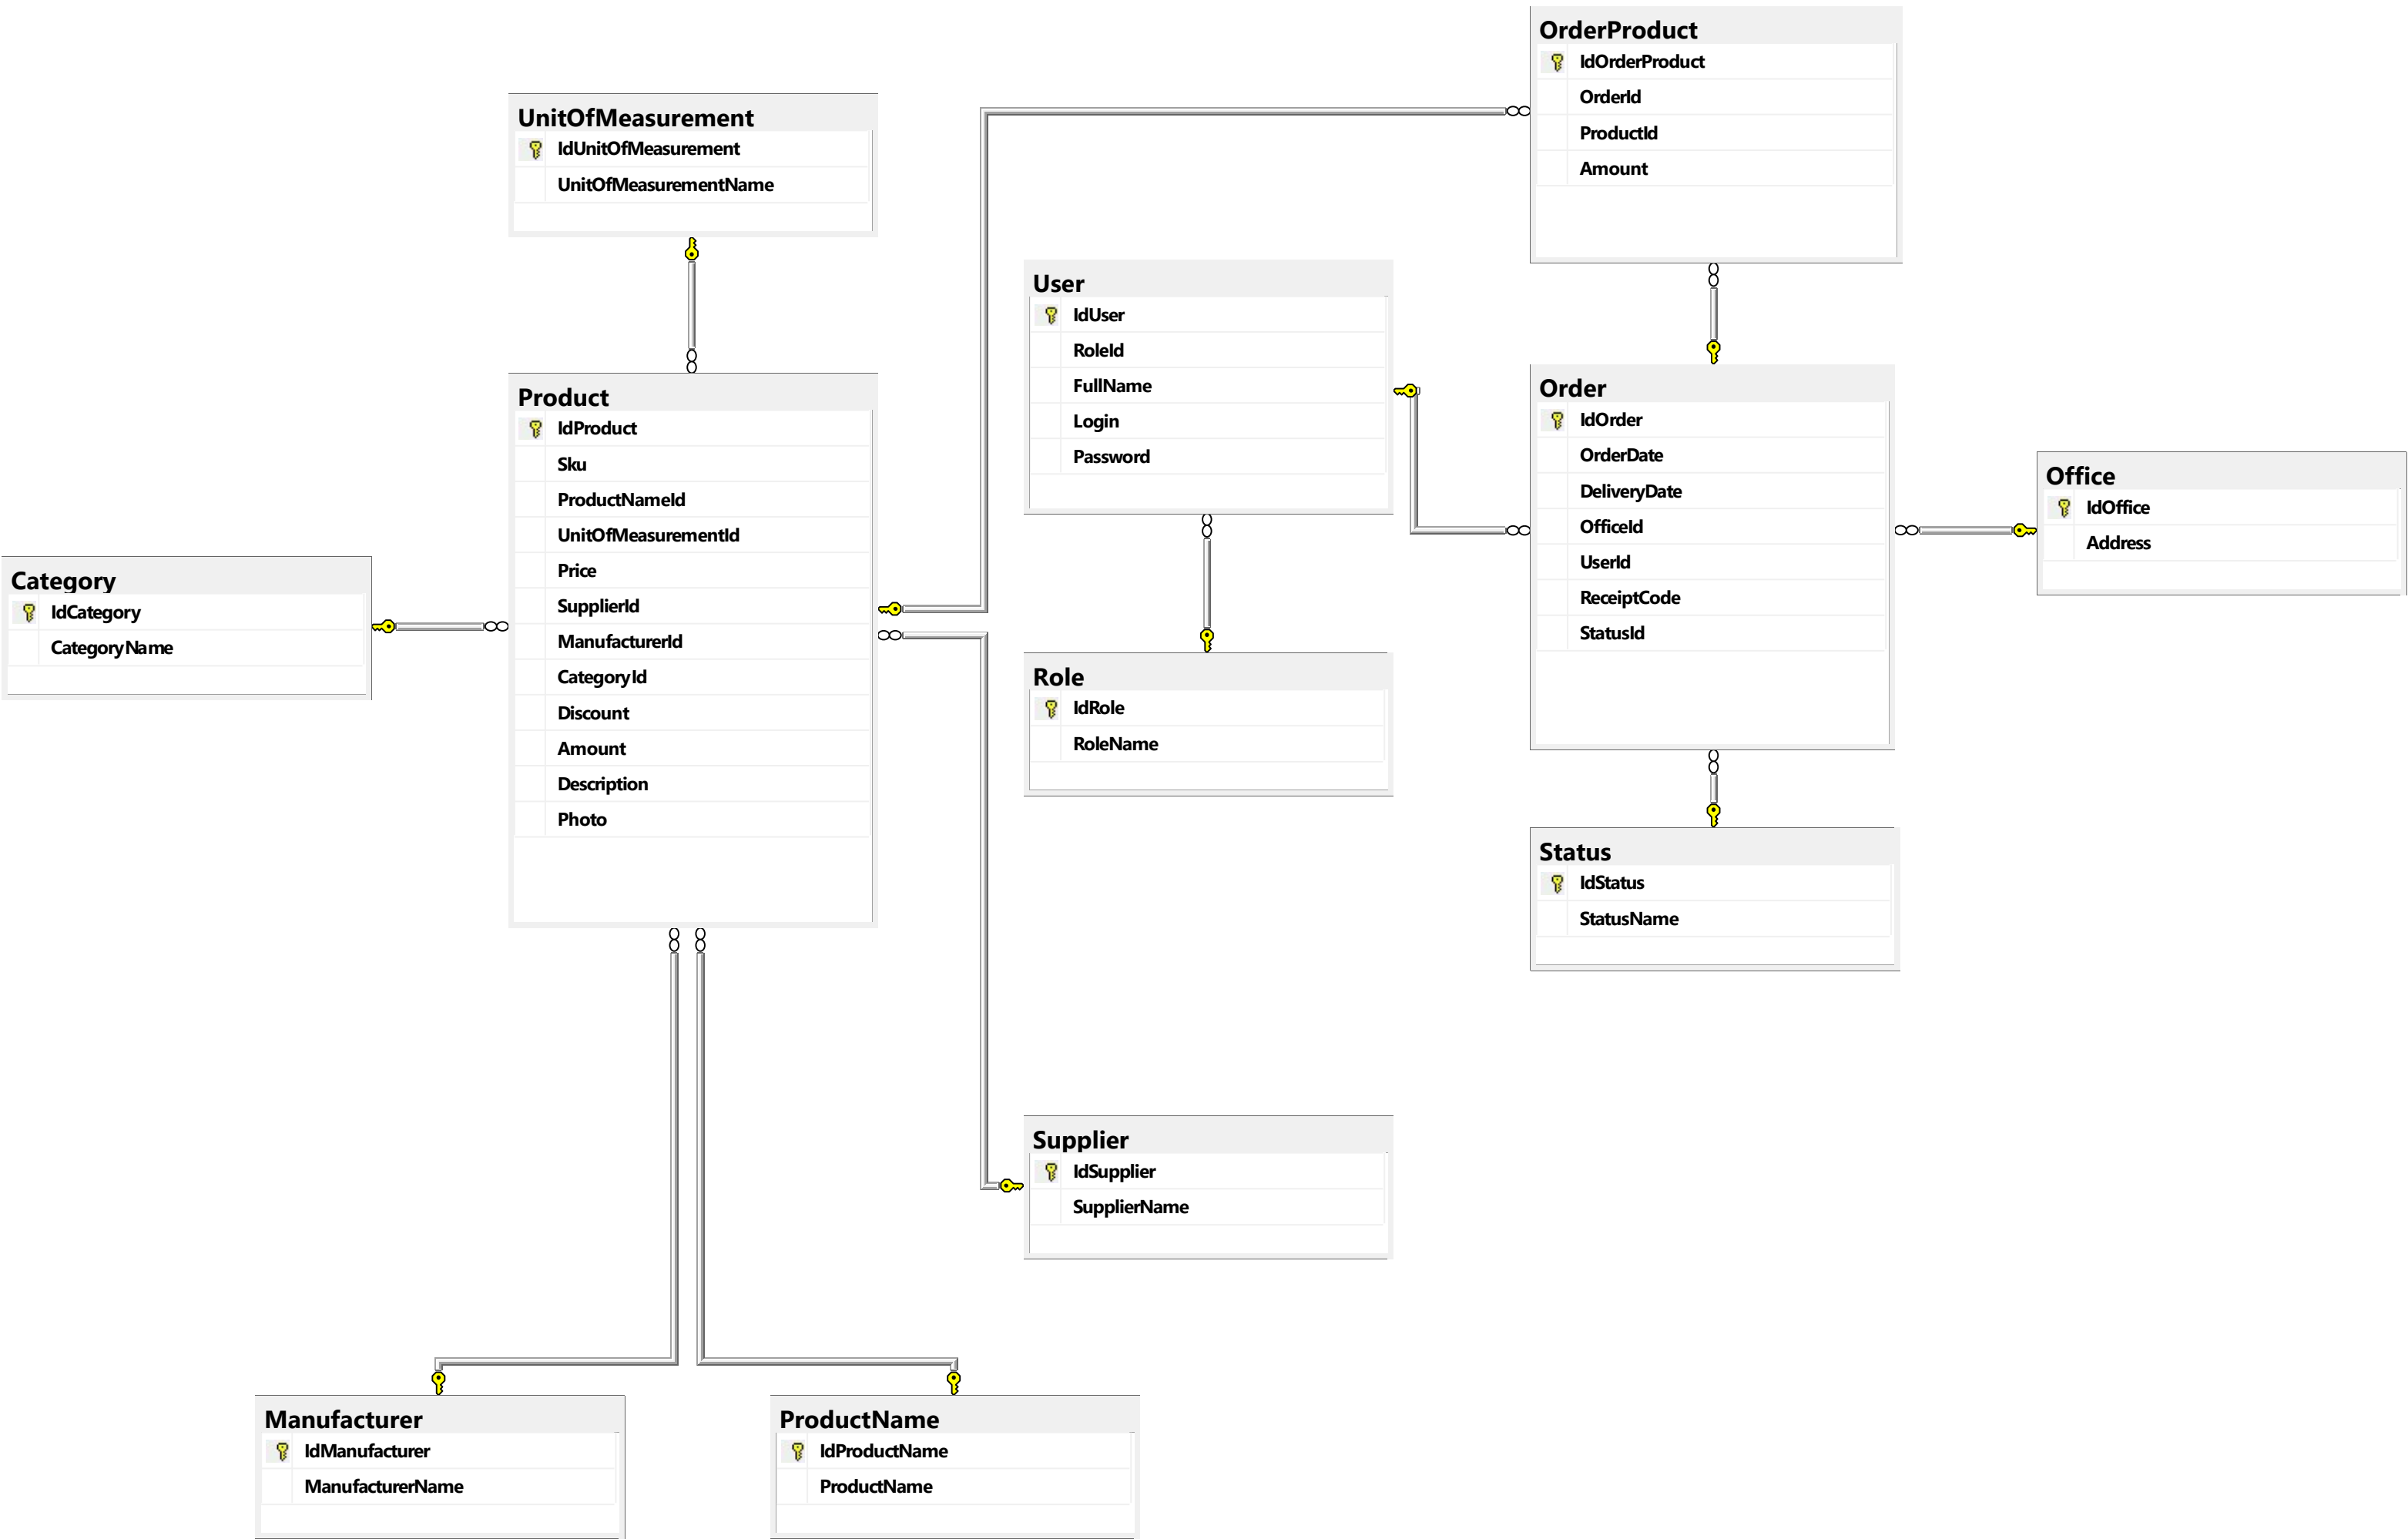 OrderProduct
IdOrderProduct
OrderId
ProductId
Amount
UnitOfMeasurement
IdUnitOfMeasurement
UnitOfMeasurementName
User
IdUser
RoleId
FullName
Login
Password
Product
IdProduct
Sku
ProductNameId
UnitOfMeasurementId
Price
SupplierId
ManufacturerId
CategoryId
Discount
Amount
Description
Photo
Order
IdOrder
OrderDate
DeliveryDate
OfficeId
UserId
ReceiptCode
StatusId
Office
IdOffice
Address
Category
IdCategory
CategoryName
Role
IdRole
RoleName
Status
IdStatus
StatusName
Supplier
IdSupplier
SupplierName
Manufacturer
IdManufacturer
ManufacturerName
ProductName
IdProductName
ProductName